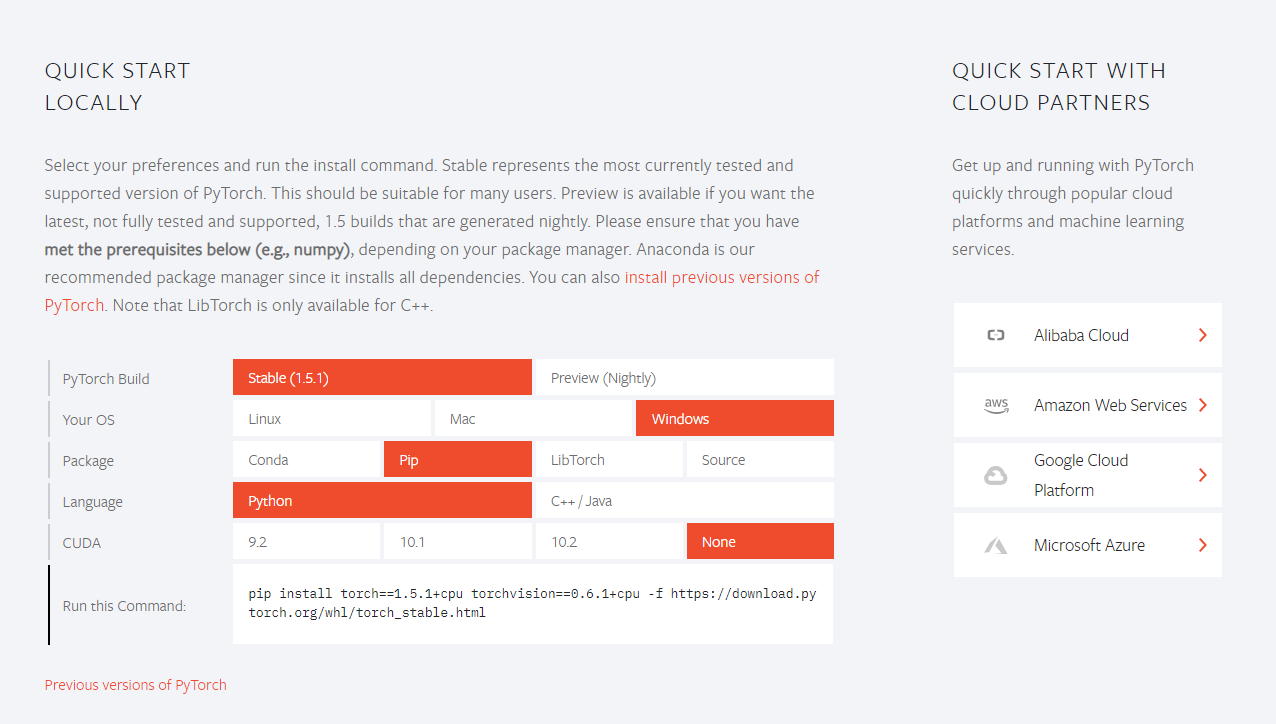 QUICK START
LOCALLY
Select your preferences and run the install command. Stable represents the most currently tested and
supported version of PyTorch. This should be suitable for many users. Preview is available if you want the
latest, not fully tested and supported, 1.5 builds that are generated nightly. Please ensure that you have
met the prerequisites below (e.g., numpy), depending on your package manager. Anaconda is our
recommended package manager since it installs all dependencies. You can also install previous versions of
PyTorch. Note that LibTorch is only available for C++.
PyTorch Build Stable (1.5.1) Preview (Nightly)
Your OS Linux Mac Windows
Package Conda Pip LibTorch Source
Language Python C++ / Java
CUDA 9.2 10.1 10.2 None
Run this Command:
pip install torch==1.5.1+cpu torchvision==0.6.1+cpu -f https://download.py
torch.org/whl/torch_stable.html
Previous versions of PyTorch
QUICK START WITH
CLOUD PARTNERS
Get up and running with PyTorch
quickly through popular cloud
platforms and machine learning
services.
Alibaba Cloud
aws Amazon Web Services
Google Cloud
Platform
Microsoft Azure